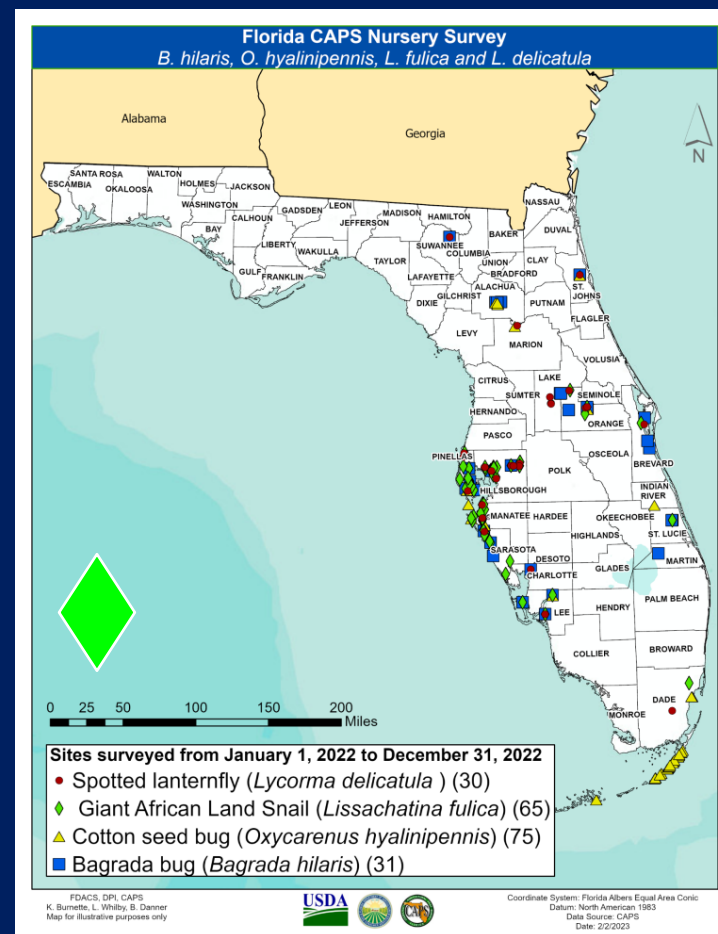 Florida CAPS Nursery Survey
B. hilaris, O. hyalinipennis, L. fulica and L. delicatula
Alabama
Georgia
N
SANTA ROSA
WALTON
ESCAMBIA
OKALOOSA
HOLMES
JACKSON
WASHINGTON
BAY
CALHOUN
GADSDEN
LEON
LIBERTY
WAKULLA
GULF
FRANKLIN
JEFFERSON
MADISON
HAMILTON
TAYLOR
SUWANNEE
COLUMBIA
LAFAYETTE
DIXIE
GILCHRIST
BAKER
NASSAU
DUVAL
UNION
BRADFORD
CLAY
ALACHUA
PUTNAM
ST.
JOHNS
FLAGLER
LEVY
MARION
VOLUSIA
CITRUS
LAKE
SUMTER
SEMINOLE
HERNANDO
ORANGE
PASCO
PINELLAS
HILLSBOROUGH
POLK
OSCEOLA
BREVARD
INDIAN
RIVER
MANATEE
HARDEE
OKEECHOBEE
HIGHLANDS
ST. LUCIE
SARASOTA
DESOTO
MARTIN
CHARLOTTE
GLADES
LEE
HENDRY
PALM BEACH
COLLIER
BROWARD
MONROE
DADE
0 25 50 100 150 200
Miles
Sites surveyed from January 1, 2022 to December 31, 2022
Spotted lanternfly (Lycorma delicatula ) (30)
Giant African Land Snail (Lissachatina fulica) (65)
Cotton seed bug (Oxycarenus hyalinipennis) (75)
Bagrada bug (Bagrada hilaris) (31)
FDACS, DPI, CAPS
K. Burnette, L. Whilby, B. Danner
Map for illustrative purposes only
USDA
CAPS
Coordinate System: Florida Albers Equal Area Conic
Datum: North American 1983
Data Source: CAPS
Date: 2/2/2023